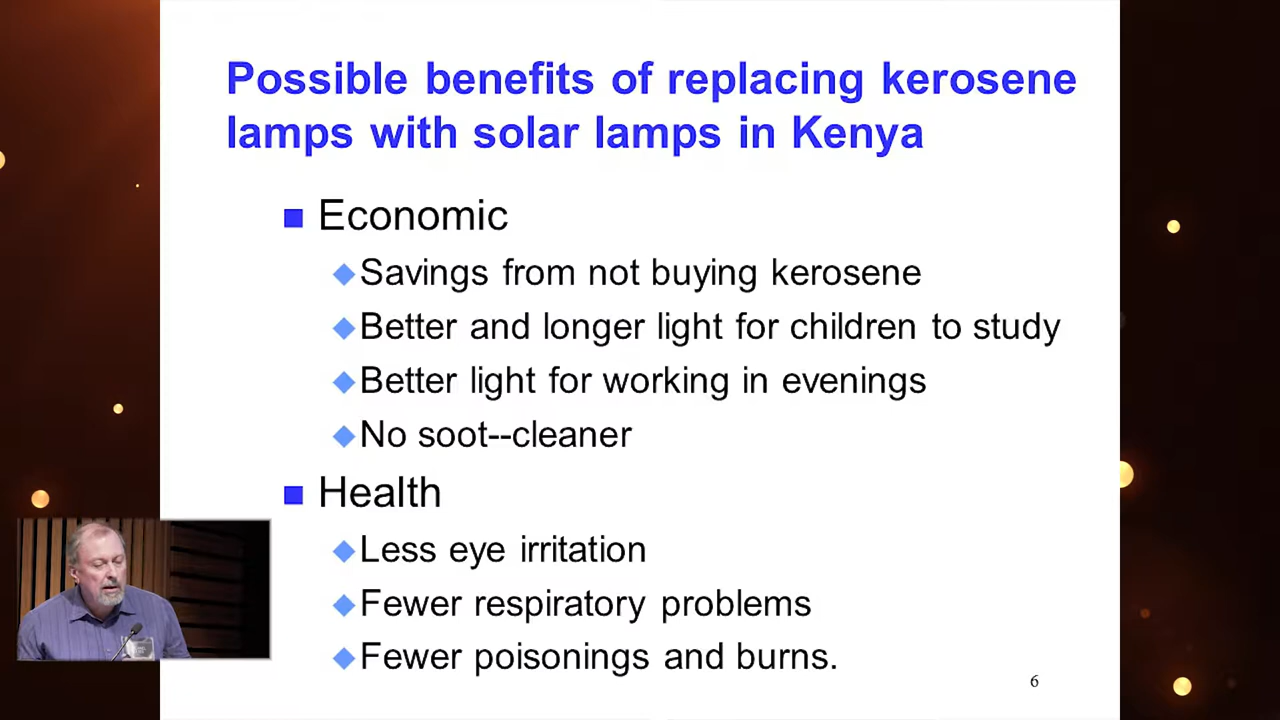 Possible benefits of replacing kerosene
lamps with solar lamps in Kenya
Economic
Savings from not buying kerosene
Better and longer light for children to study
Better light for working in evenings
No soot--cleaner
Health
Less eye irritation
Fewer respiratory problems
Fewer poisonings and burns.
6